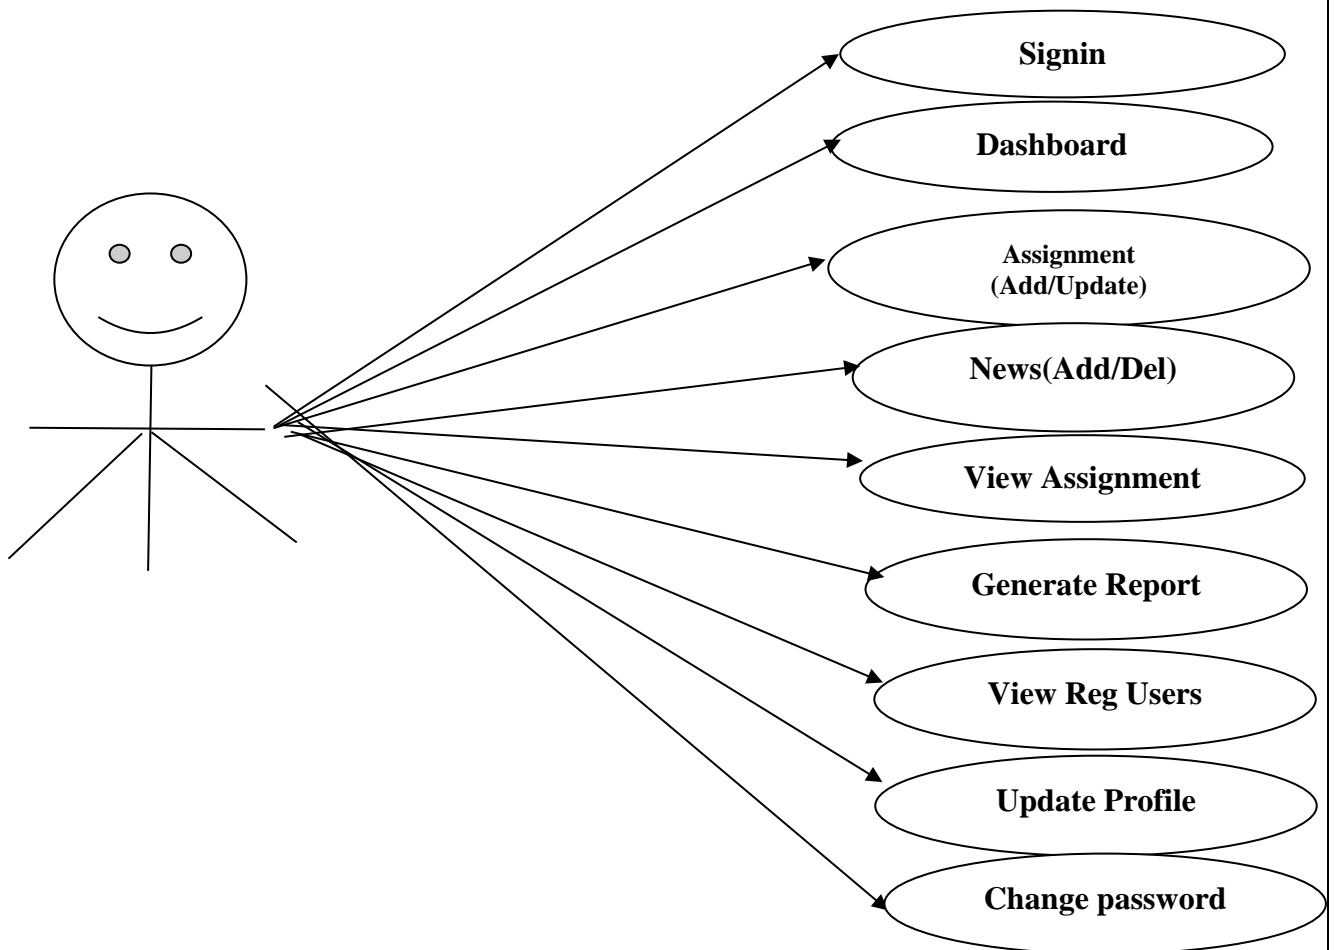 Signin
Dashboard
Assignment
(Add/Update)
News(Add/Del)
View Assignment
Generate Report
View Reg Users
Update Profile
Change password